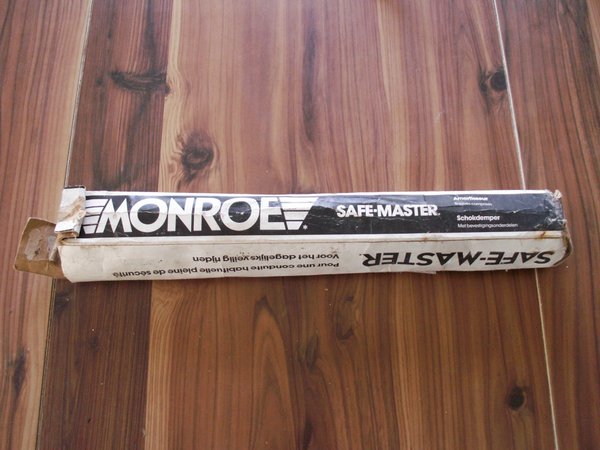 MONROE
SAFE-MASTER
Amortisseur
Schokdemper
Met bevestigingsonderdelen
SAFE-MASTER
Pour une conduite habituelle pleine de sécurité
Voor het dagelijks veilig rijden